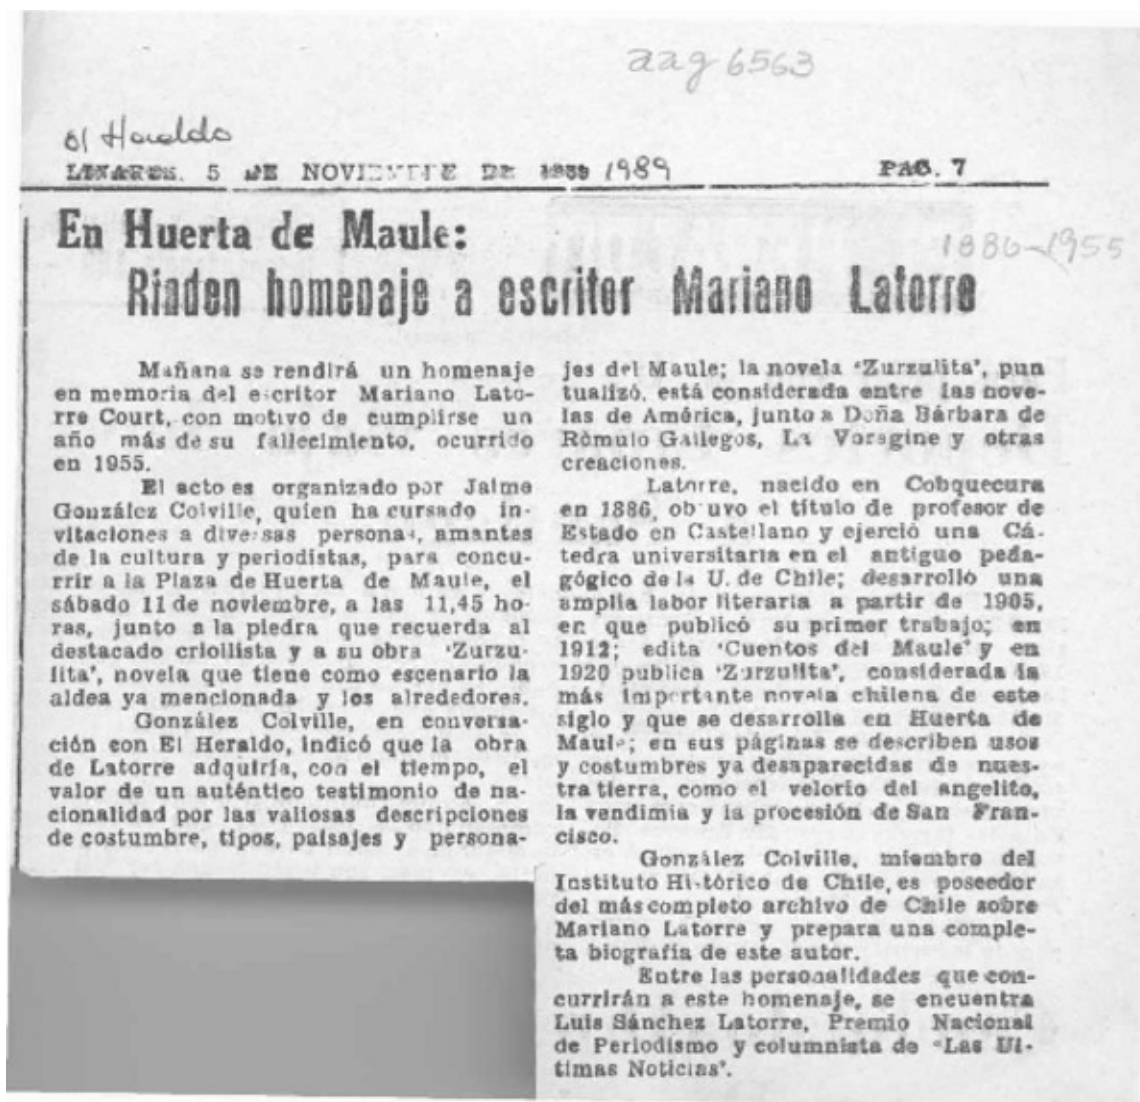 aag 6563
El Heraldo
LINARES. 5 DE NOVIEMBRE DE 1989 1989 PAG. 7
En Huerta de Maule:
1886-1955
Rinden homenaje a escritor Mariano Latorre
Mañana se rendirá un homenaje
en memoria del escritor Mariano Lato-
rre Court, con motivo de cumplirse un
año más de su fallecimiento, ocurrido
en 1955.
El acto es organizado por Jaime
González Colville, quien ha cursado in-
vitaciones a diversas personas, amantes
de la cultura y periodistas, para concu-
rrir a la Plaza de Huerta de Maule, el
sábado 11 de noviembre, a las 11,45 ho-
ras, junto a la piedra que recuerda al
destacado criollista y a su obra 'Zurzu-
lita', novela que tiene como escenario la
aldea ya mencionada y los alrededores.
González Colville, en conversa-
ción con El Heraldo, indicó que la obra
de Latorre adquiría, con el tiempo, el
valor de un auténtico testimonio de na-
cionalidad por las valiosas descripciones
de costumbre, tipos, paisajes y persona-
jes del Maule; la novela 'Zurzulita', pun
tualizó, está considerada entre las nove-
las de América, junto a Doña Bárbara de
Rómulo Gallegos, La Voragine y otras
creaciones.
Latorre, nacido en Cobquecura
en 1886, obtuvo el título de profesor de
Estado en Castellano y ejerció una Cá-
tedra universitaria en el antiguo peda-
gógico de la U. de Chile; desarrolló una
amplia labor literaria a partir de 1905,
en que publicó su primer trabajo; en
1912; edita 'Cuentos del Maule' y en
1920 publica 'Zurzulita', considerada la
más importante novela chilena de este
siglo y que se desarrolla en Huerta de
Maule; en sus páginas se describen usos
y costumbres ya desaparecidas de nues-
tra tierra, como el velorio del angelito,
la vendimia y la procesión de San Fran-
cisco.
González Colville, miembro del
Instituto Histórico de Chile, es poseedor
del más completo archivo de Chile sobre
Mariano Latorre y prepara una comple-
ta biografía de este autor.
Entre las personalidades que con-
currirán a este homenaje, se encuentra
Luis Sánchez Latorre, Premio Nacional
de Periodismo y columnista de "Las Ul-
timas Noticias".